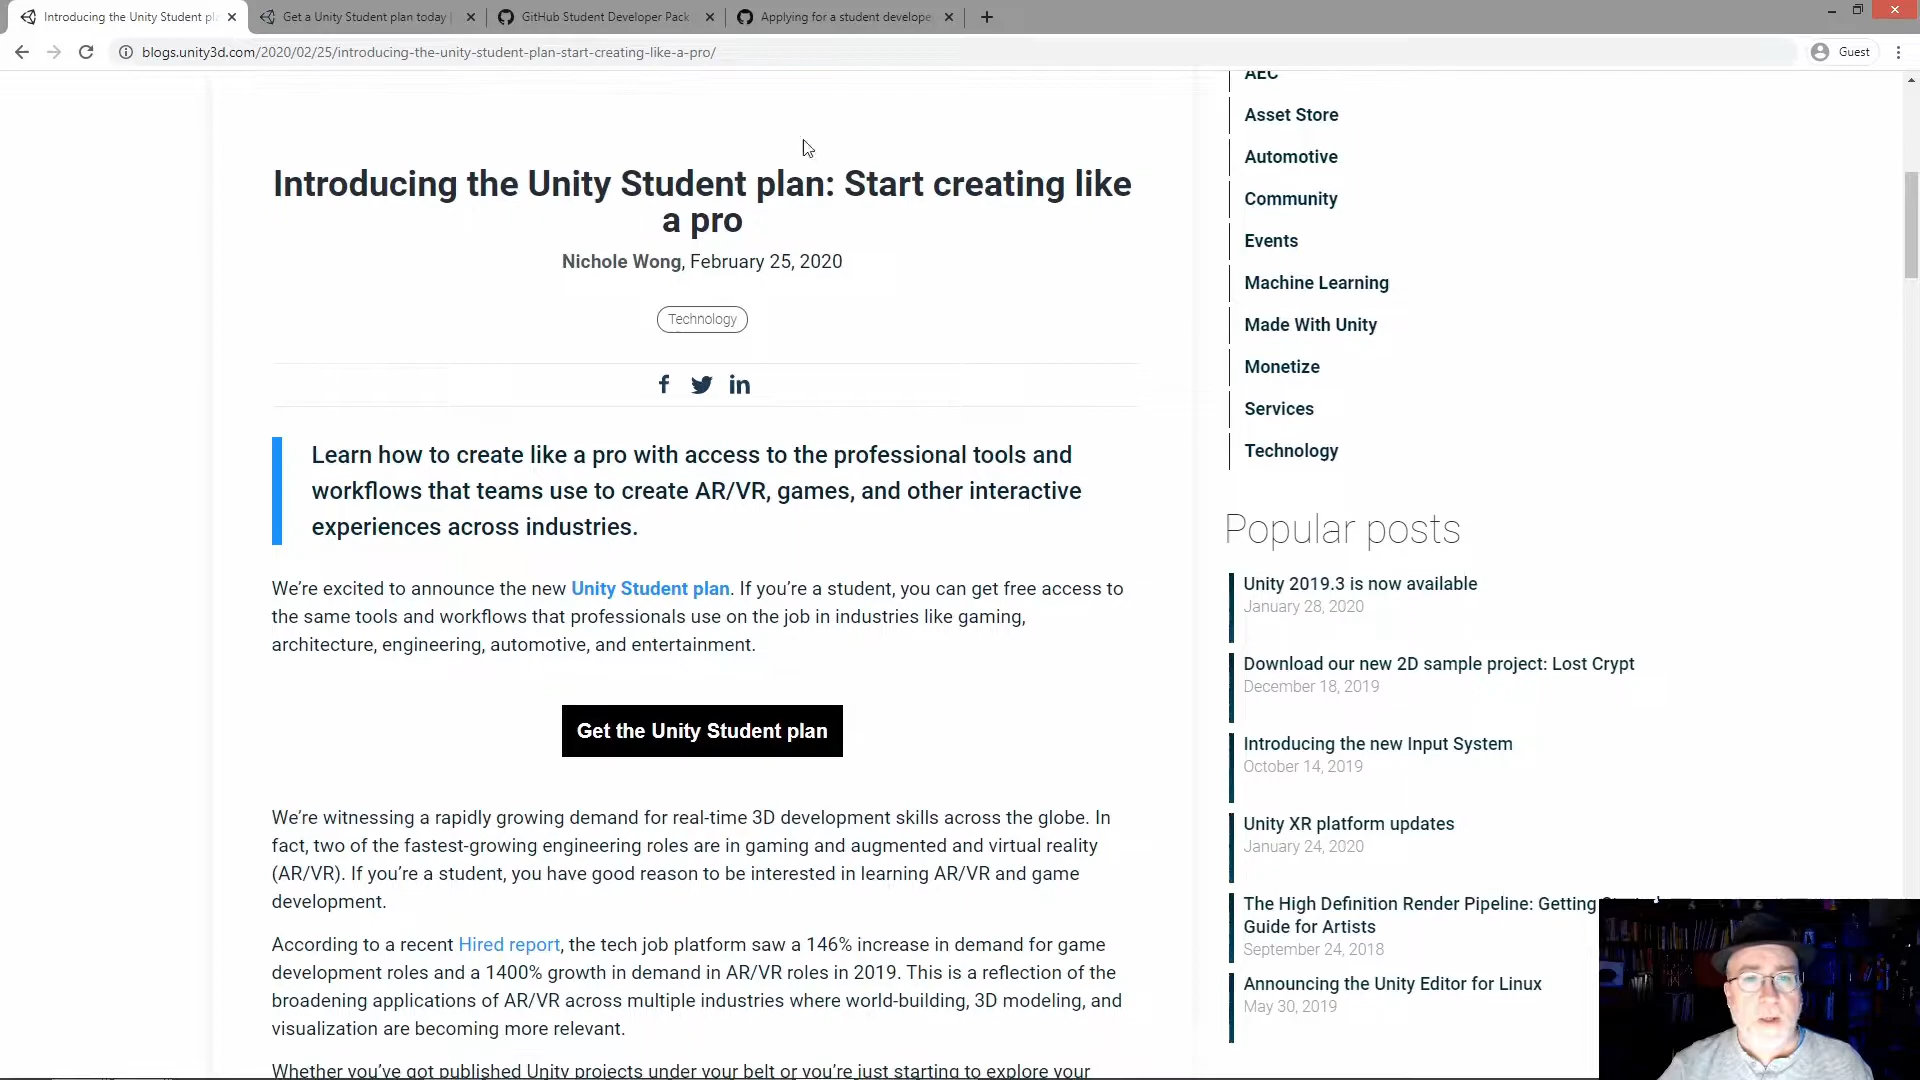 Introducing the Unity Student pl
Get a Unity Student plan today |
GitHub Student Developer Pack
Applying for a student develope
blogs.unity3d.com/2020/02/25/introducing-the-unity-student-plan-start-creating-like-a-pro/
Guest
Introducing the Unity Student plan: Start creating like
a pro
Nichole Wong, February 25, 2020
Technology
Learn how to create like a pro with access to the professional tools and
workflows that teams use to create AR/VR, games, and other interactive
experiences across industries.
We’re excited to announce the new Unity Student plan. If you’re a student, you can get free access to
the same tools and workflows that professionals use on the job in industries like gaming,
architecture, engineering, automotive, and entertainment.
Get the Unity Student plan
We’re witnessing a rapidly growing demand for real-time 3D development skills across the globe. In
fact, two of the fastest-growing engineering roles are in gaming and augmented and virtual reality
(AR/VR). If you’re a student, you have good reason to be interested in learning AR/VR and game
development.
According to a recent Hired report, the tech job platform saw a 146% increase in demand for game
development roles and a 1400% growth in demand in AR/VR roles in 2019. This is a reflection of the
broadening applications of AR/VR across multiple industries where world-building, 3D modeling, and
visualization are becoming more relevant.
Whether you’ve got published Unity projects under your belt or you’re just starting to explore your
AEC
Asset Store
Automotive
Community
Events
Machine Learning
Made With Unity
Monetize
Services
Technology
Popular posts
Unity 2019.3 is now available
January 28, 2020
Download our new 2D sample project: Lost Crypt
December 18, 2019
Introducing the new Input System
October 14, 2019
Unity XR platform updates
January 24, 2020
The High Definition Render Pipeline: Getting
Guide for Artists
September 24, 2018
Announcing the Unity Editor for Linux
May 30, 2019